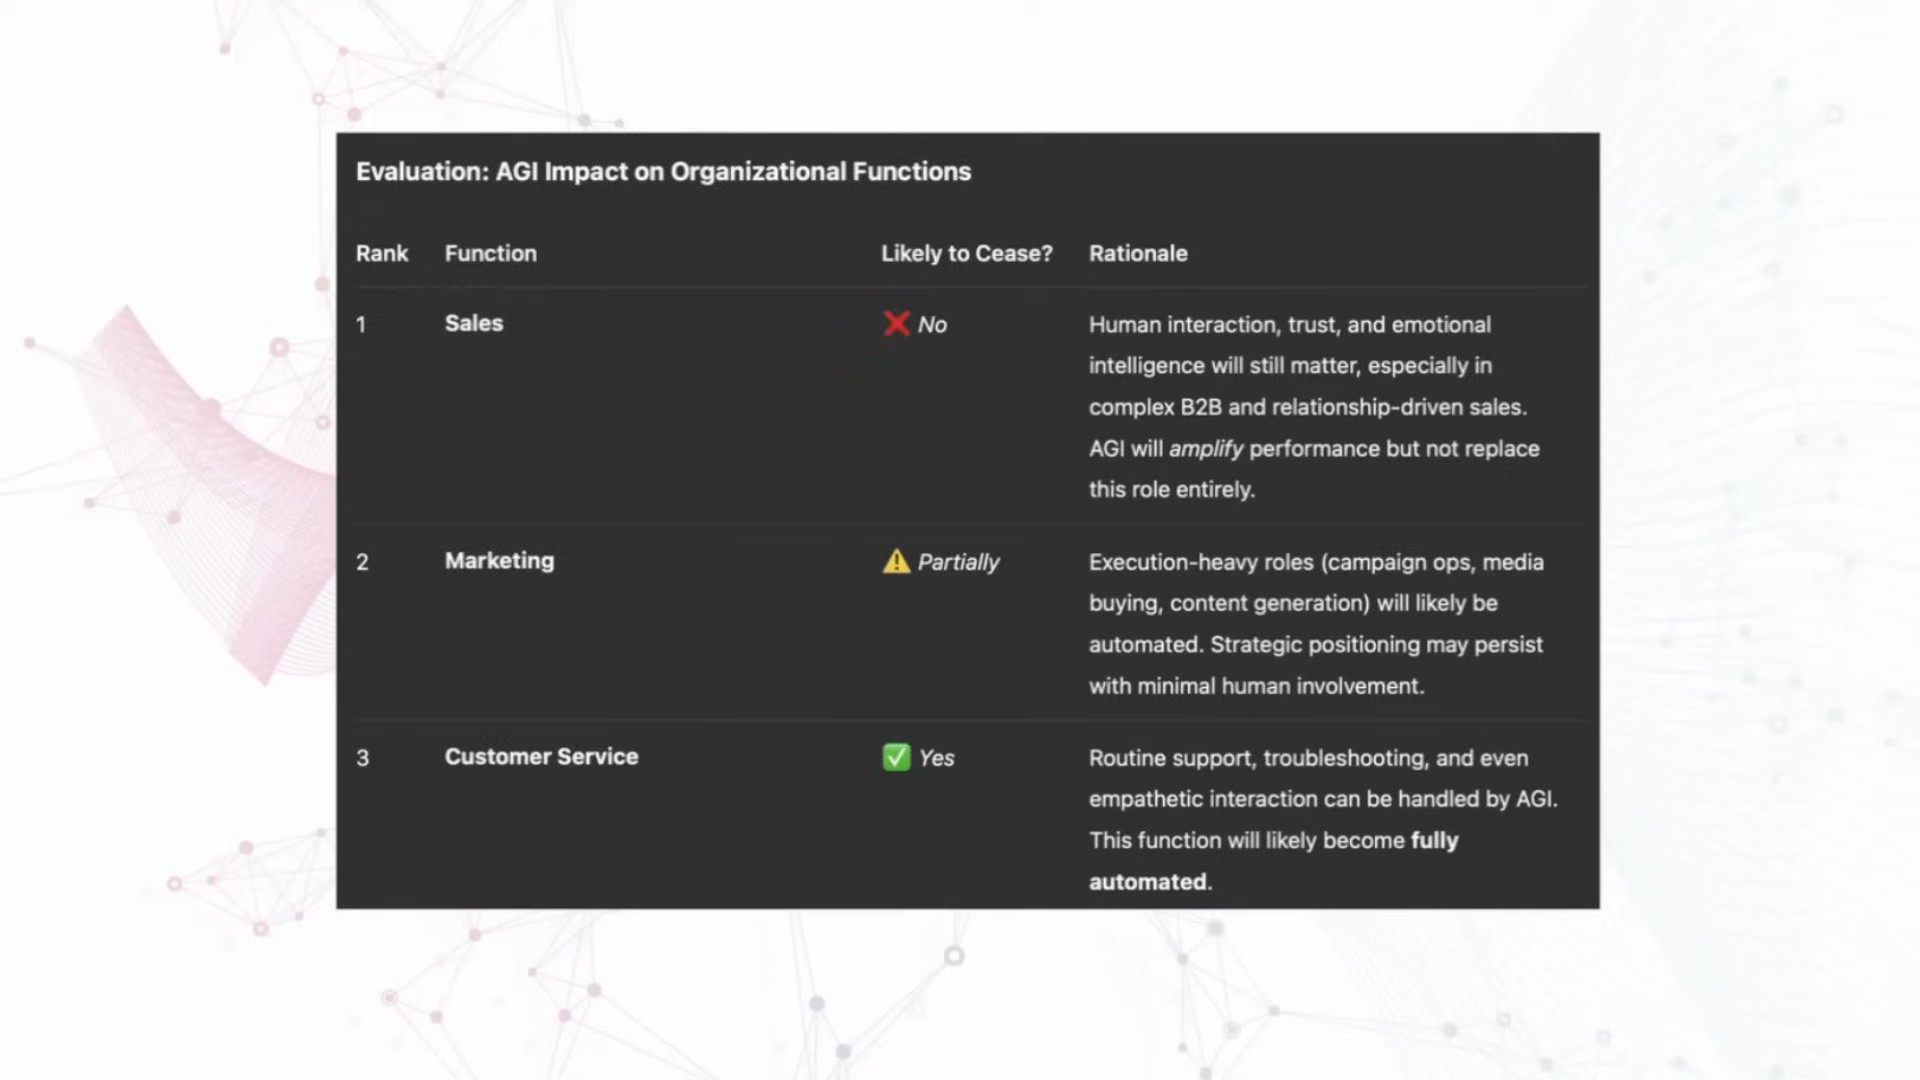 Evaluation: AGI Impact on Organizational Functions
Rank Function Likely to Cease? Rationale
1 Sales ❌ No Human interaction, trust, and emotional
intelligence will still matter, especially in
complex B2B and relationship-driven sales.
AGI will amplify performance but not replace
this role entirely.
2 Marketing ⚠️ Partially Execution-heavy roles (campaign ops, media
buying, content generation) will likely be
automated. Strategic positioning may persist
with minimal human involvement.
3 Customer Service ✅ Yes Routine support, troubleshooting, and even
empathetic interaction can be handled by AGI.
This function will likely become fully
automated.